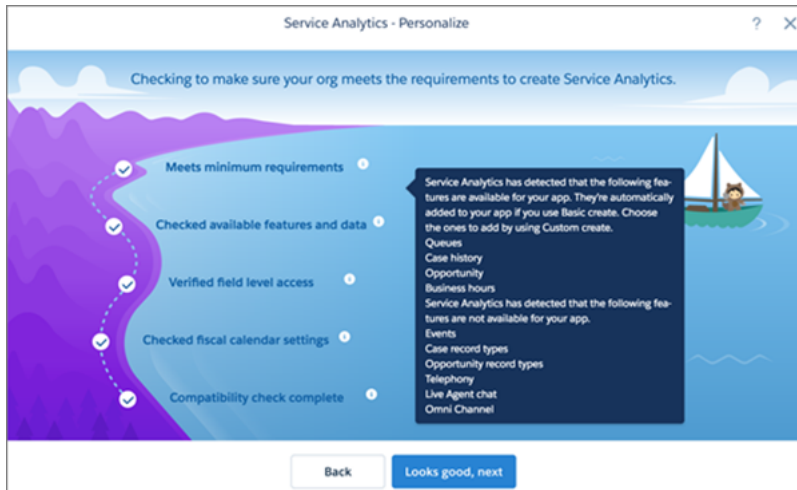 Service Analytics - Personalize
?
Checking to make sure your org meets the requirements to create Service Analytics.
Meets minimum requirements
Checked available features and data
Verified field level access
Checked fiscal calendar settings
Compatibility check complete
Service Analytics has detected that the following fea-
tures are available for your app. They're automatically
added to your app if you use Basic create. Choose
the ones to add by using Custom create.
Queues
Case history
Opportunity
Business hours
Service Analytics has detected that the following fea-
tures are not available for your app.
Events
Case record types
Opportunity record types
Telephony
Live Agent chat
Omni Channel
Back
Looks good, next